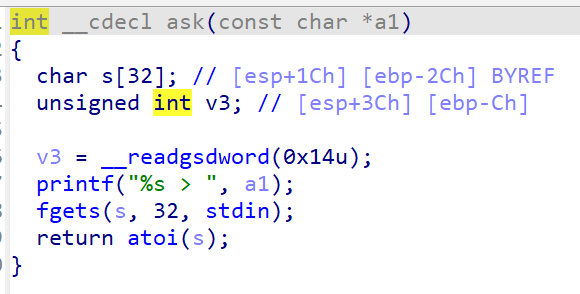 int __cdecl ask(const char *a1)
{
char s[32]; // [esp+1Ch] [ebp-2Ch] BYREF
unsigned int v3; // [esp+3Ch] [ebp-Ch]
v3 = __readgsdword(0x14u);
printf("%s > ", a1);
fgets(s, 32, stdin);
return atoi(s);
}